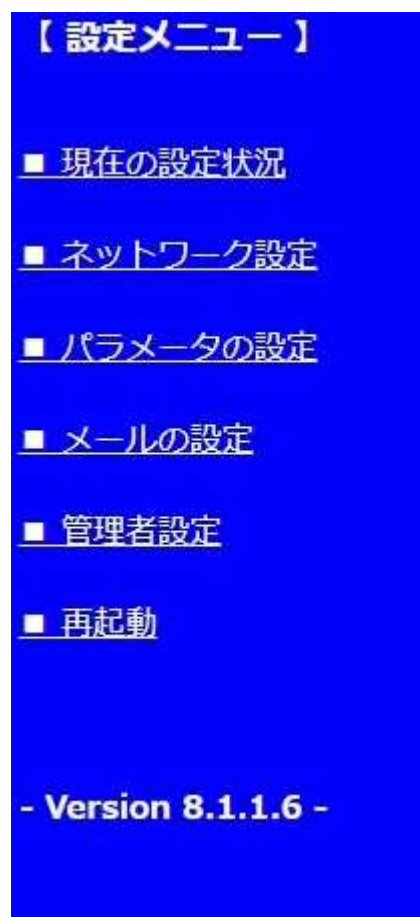 【 設定メニュー 】
■ 現在の設定状況
■ ネットワーク設定
■ パラメータの設定
■ メールの設定
■ 管理者設定
■ 再起動
- Version 8.1.1.6 -